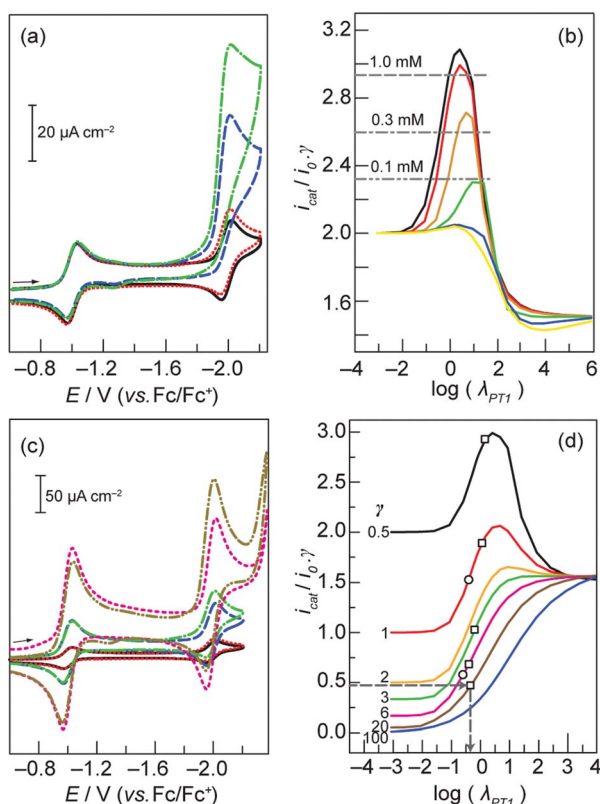 (a)
20 µA cm⁻²
−0.8 −1.2 −1.6 −2.0
E / V (vs. Fc/Fc⁺)
(b)
1.0 mM
0.3 mM
0.1 mM
3.2
2.8
2.4
2.0
1.6
i_cat / i_0·γ
−4 −2 0 2 4 6
log ( λ_PT1 )
(c)
50 µA cm⁻²
−0.8 −1.2 −1.6 −2.0
E / V (vs. Fc/Fc⁺)
(d)
3.0
2.5
2.0
1.5
1.0
0.5
0.0
i_cat / i_0·γ
γ
0.5
1
2
3
6
20
100
−4 −3 −2 −1 0 1 2 3 4
log ( λ_PT1 )